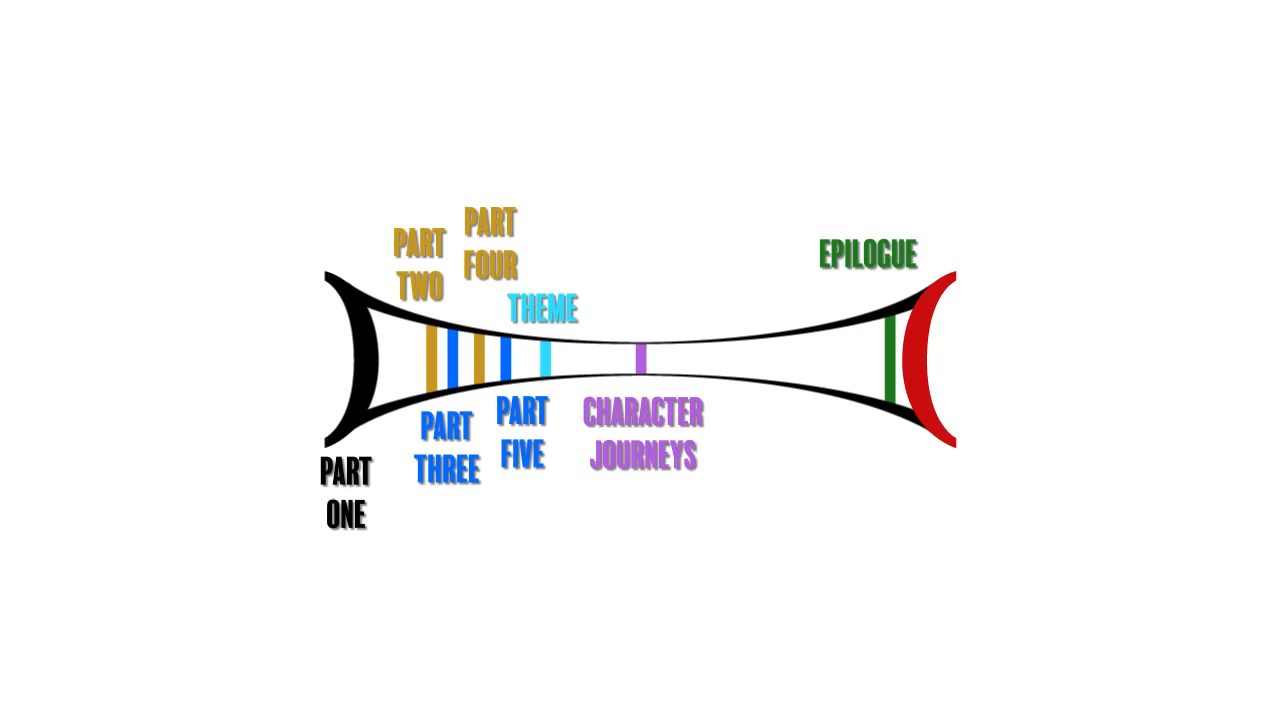 PART
TWO
PART
FOUR
THEME
EPILOGUE
PART
ONE
PART
THREE
PART
FIVE
CHARACTER
JOURNEYS